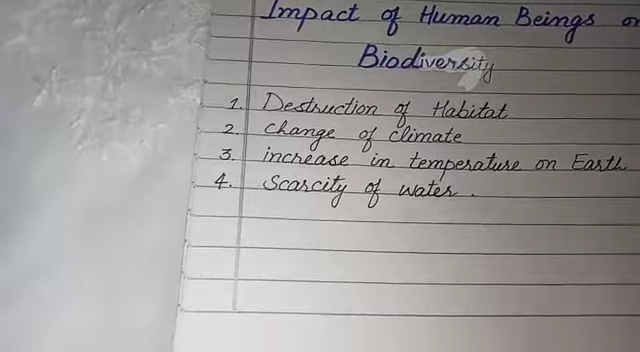 Impact of Human Beings on
Biodiversity
1. Destruction of Habitat
2. Change of climate
3. increase in temperature on Earth
4. Scarcity of water.